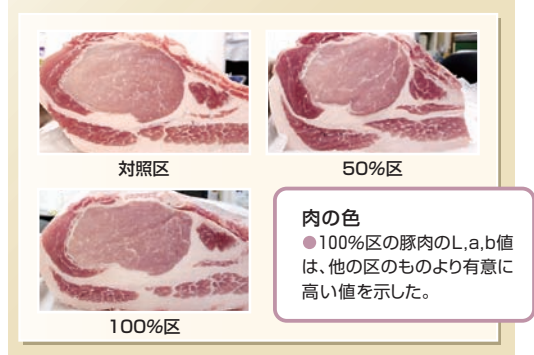 対照区
50%区
100%区
肉の色
●100%区の豚肉のL,a,b値
は、他の区のものより有意に
高い値を示した。